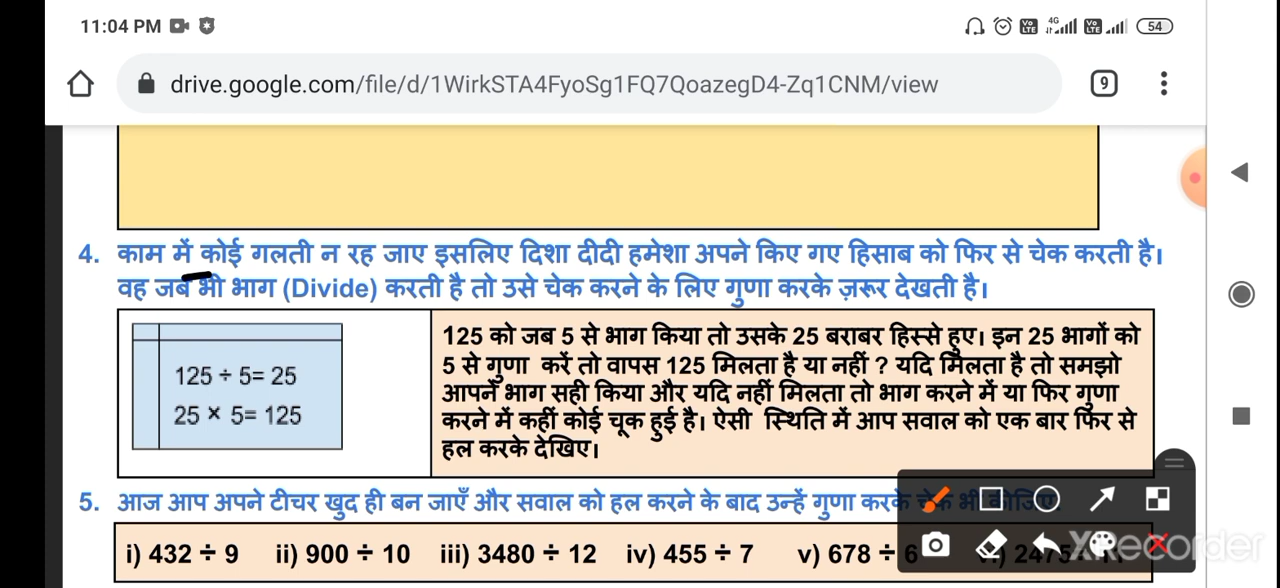 11:04 PM
4G
54
drive.google.com/file/d/1WirkSTA4FyoSg1FQ7QoazegD4-Zq1CNM/view
9
4. काम में कोई गलती न रह जाए इसलिए दिशा दीदी हमेशा अपने किए गए हिसाब को फिर से चेक करती है।
वह जब भी भाग (Divide) करती है तो उसे चेक करने के लिए गुणा करके ज़रूर देखती है।
125 ÷ 5= 25
25 × 5= 125
125 को जब 5 से भाग किया तो उसके 25 बराबर हिस्से हुए। इन 25 भागों को
5 से गुणा करें तो वापस 125 मिलता है या नहीं ? यदि मिलता है तो समझो
आपने भाग सही किया और यदि नहीं मिलता तो भाग करने में या फिर गुणा
करने में कहीं कोई चूक हुई है। ऐसी स्थिति में आप सवाल को एक बार फिर से
हल करके देखिए।
5. आज आप अपने टीचर खुद ही बन जाएँ और सवाल को हल करने के बाद उन्हें गुणा करके चेक भी कीजिए
i) 432 ÷ 9 ii) 900 ÷ 10 iii) 3480 ÷ 12 iv) 455 ÷ 7 v) 678 ÷ 6
XRecorder